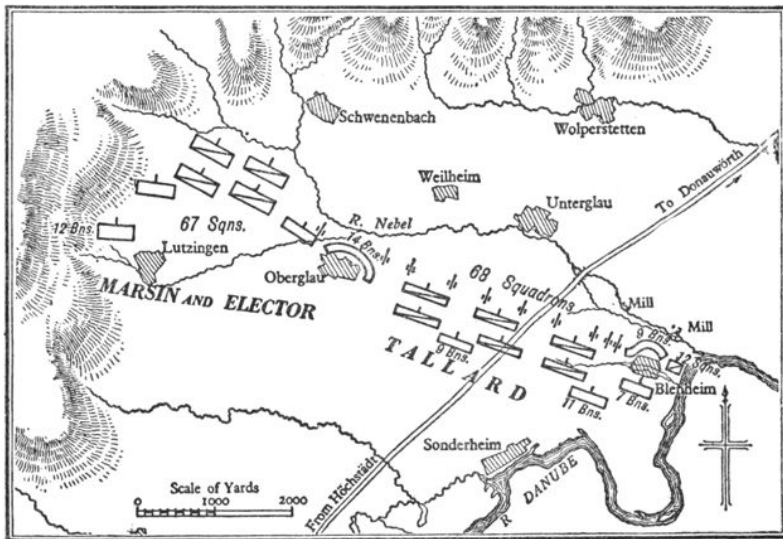 Schwenenbach
Wolperstetten
Weilheim
To Donauwörth
Unterglau
R. Nebel
67 Sqns.
12 Bns.
Lutzingen
14 Bns.
Oberglau
68 Squadrons
MARSIN AND ELECTOR
Mill
Mill
9 Bns.
12 Sqns.
TALLARD
9 Bns.
Blenheim
11 Bns.
7 Bns.
Sonderheim
From Höchstädt
R. DANUBE
Scale of Yards
0 1000 2000